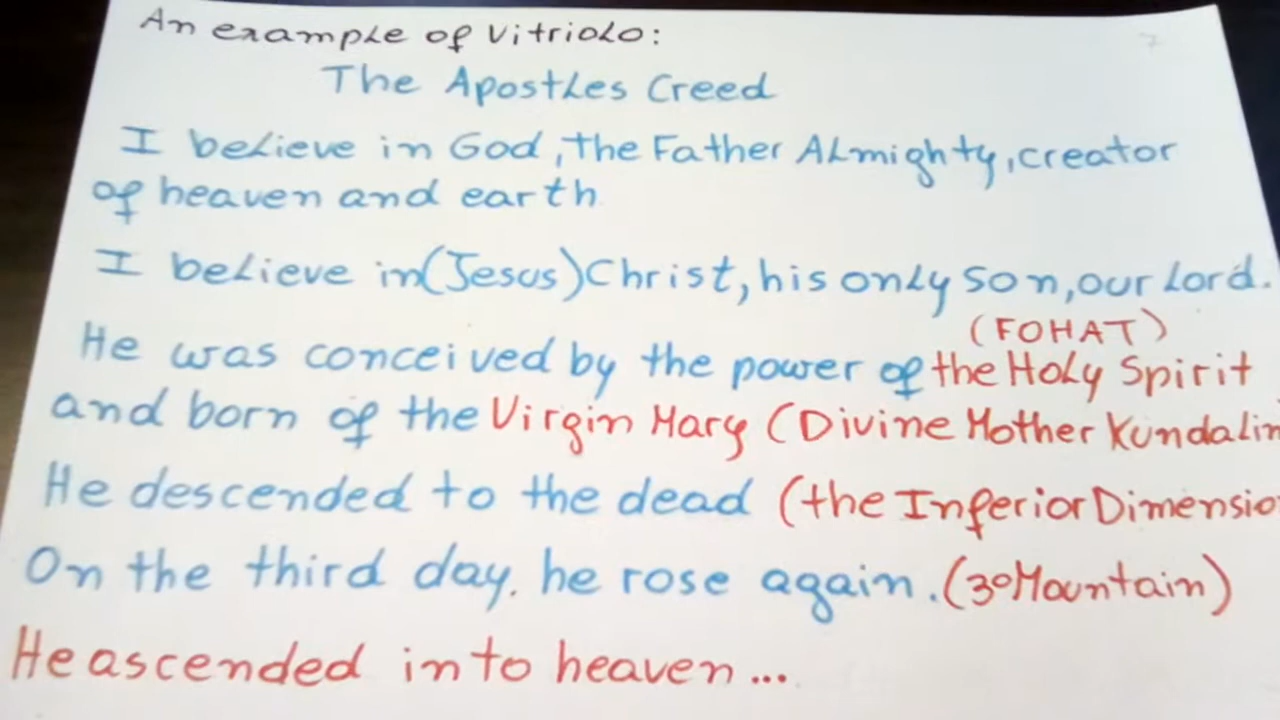 An example of Vitriolo:
The Apostles Creed
I believe in God, the Father Almighty, creator
of heaven and earth
I believe in (Jesus) Christ, his only Son, our Lord.
(FOHAT)
He was conceived by the power of the Holy Spirit
and born of the Virgin Mary (Divine Mother Kundalin
He descended to the dead (the Inferior Dimensio
On the third day. he rose again. (3º Mountain)
He ascended into heaven...